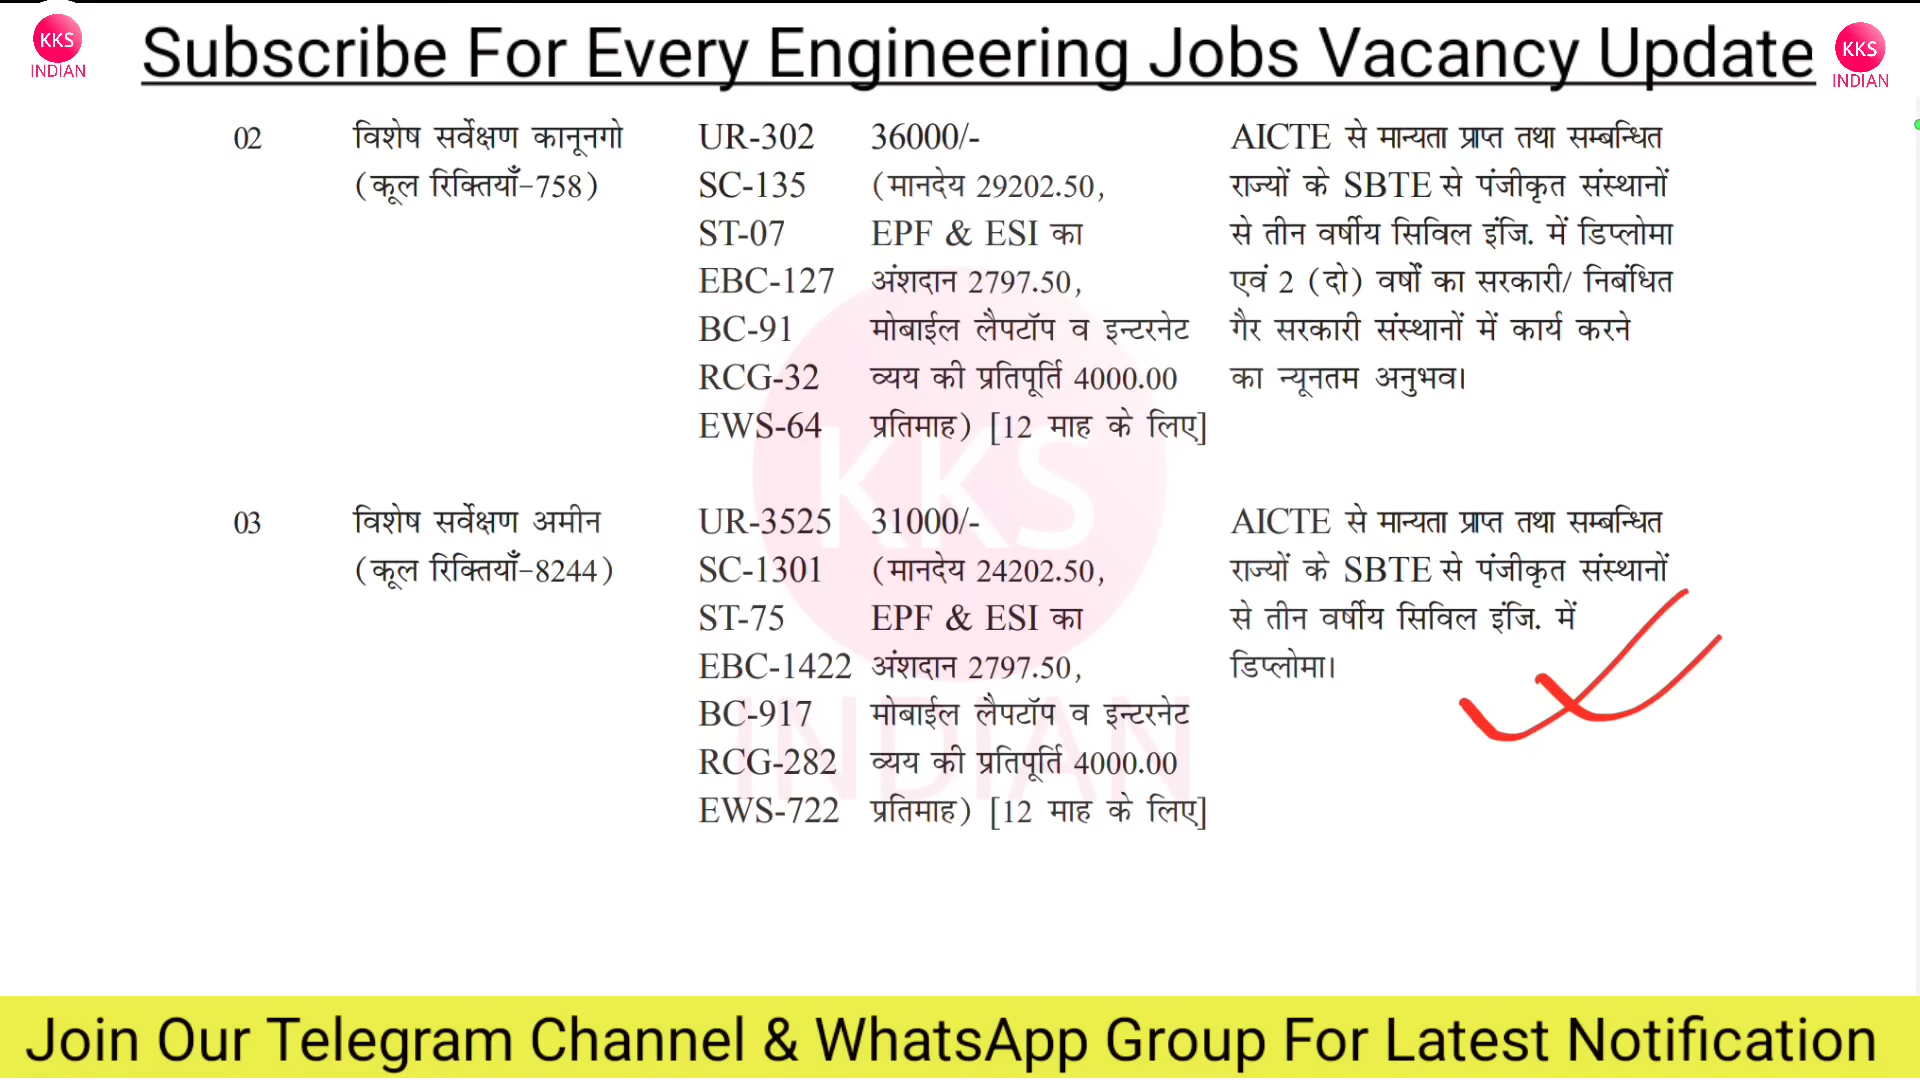 KKS
INDIAN
Subscribe For Every Engineering Jobs Vacancy Update
KKS
INDIAN
02 विशेष सर्वेक्षण कानूनगो UR-302 36000/- AICTE से मान्यता प्राप्त तथा सम्बन्धित
(कूल रिक्तियाँ-758) SC-135 (मानदेय 29202.50, राज्यों के SBTE से पंजीकृत संस्थानों
ST-07 EPF & ESI का से तीन वर्षीय सिविल इंजि. में डिप्लोमा
EBC-127 अंशदान 2797.50, एवं 2 (दो) वर्षों का सरकारी/ निबंधित
BC-91 मोबाईल लैपटॉप व इन्टरनेट गैर सरकारी संस्थानों में कार्य करने
RCG-32 व्यय की प्रतिपूर्ति 4000.00 का न्यूनतम अनुभव।
EWS-64 प्रतिमाह) [12 माह के लिए]
03 विशेष सर्वेक्षण अमीन UR-3525 31000/- AICTE से मान्यता प्राप्त तथा सम्बन्धित
(कूल रिक्तियाँ-8244) SC-1301 (मानदेय 24202.50, राज्यों के SBTE से पंजीकृत संस्थानों
ST-75 EPF & ESI का से तीन वर्षीय सिविल इंजि. में
EBC-1422 अंशदान 2797.50, डिप्लोमा।
BC-917 मोबाईल लैपटॉप व इन्टरनेट
RCG-282 व्यय की प्रतिपूर्ति 4000.00
EWS-722 प्रतिमाह) [12 माह के लिए]
KKS
INDIAN
Join Our Telegram Channel & WhatsApp Group For Latest Notification